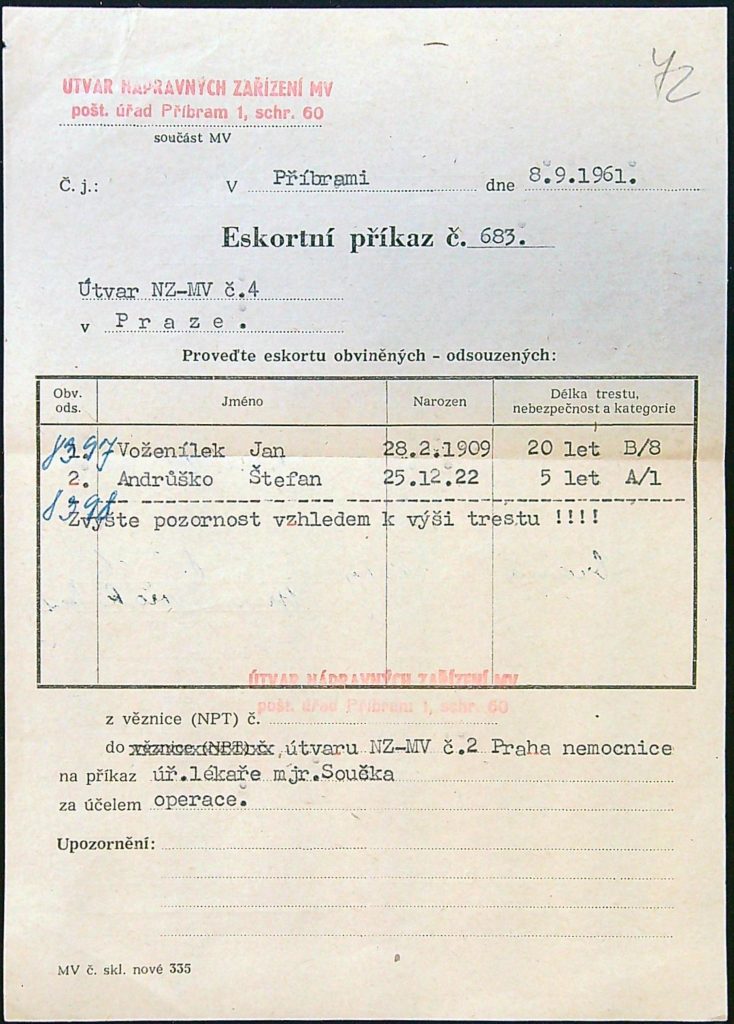 72
ÚTVAR NÁPRAVNÝCH ZAŘÍZENÍ MV
pošt. úřad Příbram 1, schr. 60
součást MV
Č. j.: V Příbrami dne 8.9.1961.
Eskortní příkaz č. 683.
Útvar NZ-MV č.4
v Praze.
Proveďte eskortu obviněných - odsouzených:
Obv. ods. Jméno Narozen Délka trestu, nebezpečnost a kategorie
8397
1. Voženílek Jan 28.2.1909 20 let B/8
2. Andrůško Štefan 25.12.22 5 let A/1
8398
Zvyšte pozornost vzhledem k výši trestu !!!!
ÚTVAR NÁPRAVNÝCH ZAŘÍZENÍ MV
pošt. úřad Příbram 1, schr. 60
z věznice (NPT) č.
do věznice (NPT) č. útvaru NZ-MV č.2 Praha nemocnice
na příkaz úř.lékaře mjr.Součka
za účelem operace.
Upozornění:
MV č. skl. nové 335